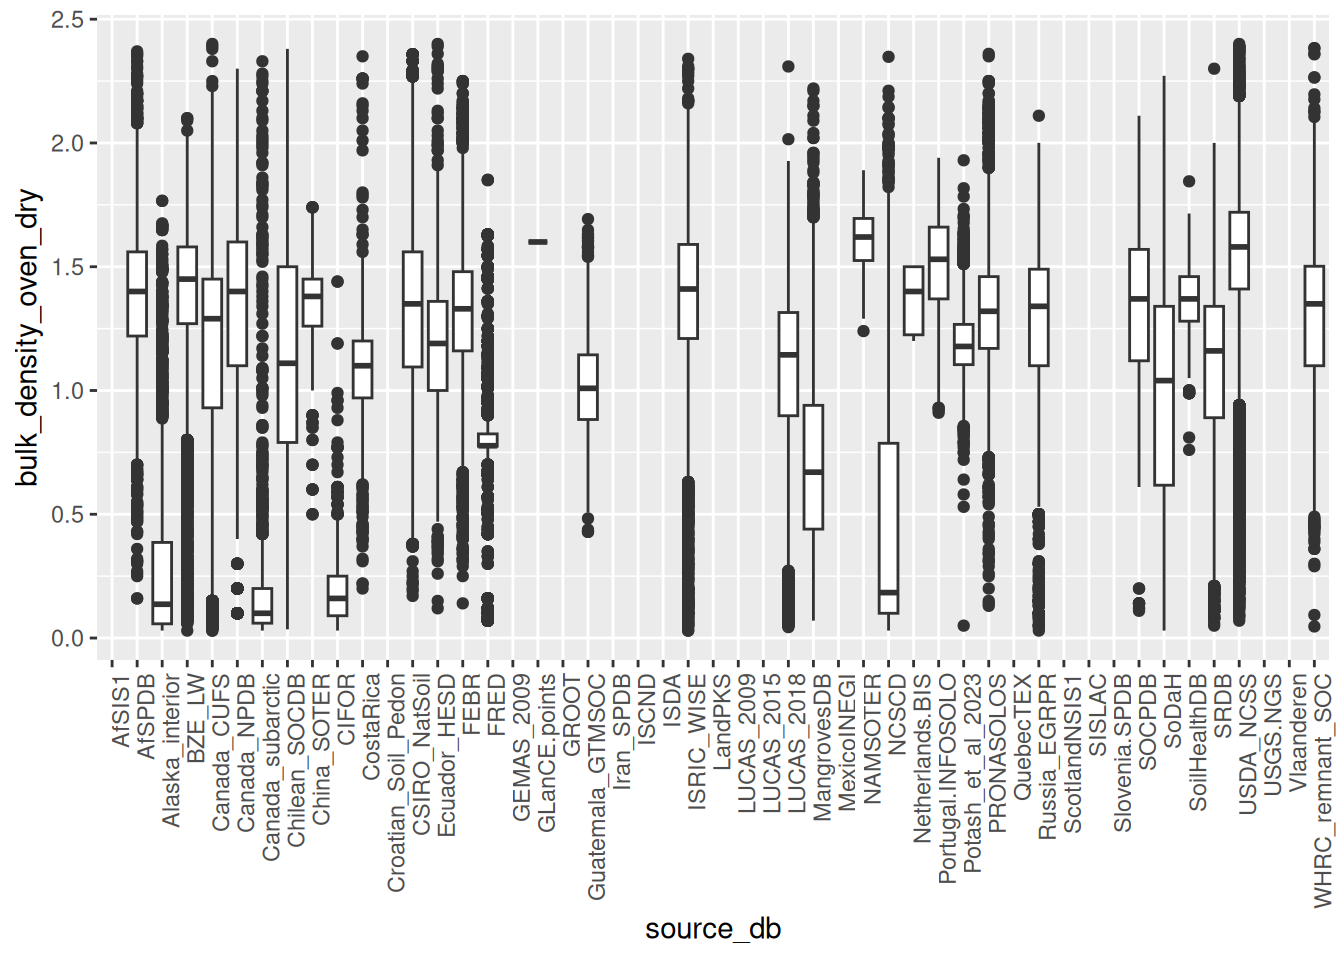 2.5
2.0
1.5
1.0
0.5
0.0
bulk_density_oven_dry
AfSIS1
AfSPDB
Alaska_interior
BZE_LW
Canada_CUFS
Canada_NPDB
Canada_subarctic
Chilean_SOCDB
China_SOTER
CIFOR
CostaRica
Croatian_Soil_Pedon
CSIRO_NatSoil
Ecuador_HESD
FEBR
FRED
GEMAS_2009
GLanCE.points
GROOT
Guatemala_GTMSOC
Iran_SPDB
ISCND
ISDA
ISRIC_WISE
LandPKS
LUCAS_2009
LUCAS_2015
LUCAS_2018
MangrovesDB
MexicoINEGI
NAMSOTER
NCSCD
Netherlands.BIS
Portugal.INFOSOLO
Potash_et_al_2023
PRONASOLOS
QuebecTEX
Russia_EGRPR
ScotlandNSIS1
SISLAC
Slovenia.SPDB
SOCPDB
SoDaH
SoilHealthDB
SRDB
USDA_NCSS
USGS.NGS
Vlaanderen
WHRC_remnant_SOC
source_db